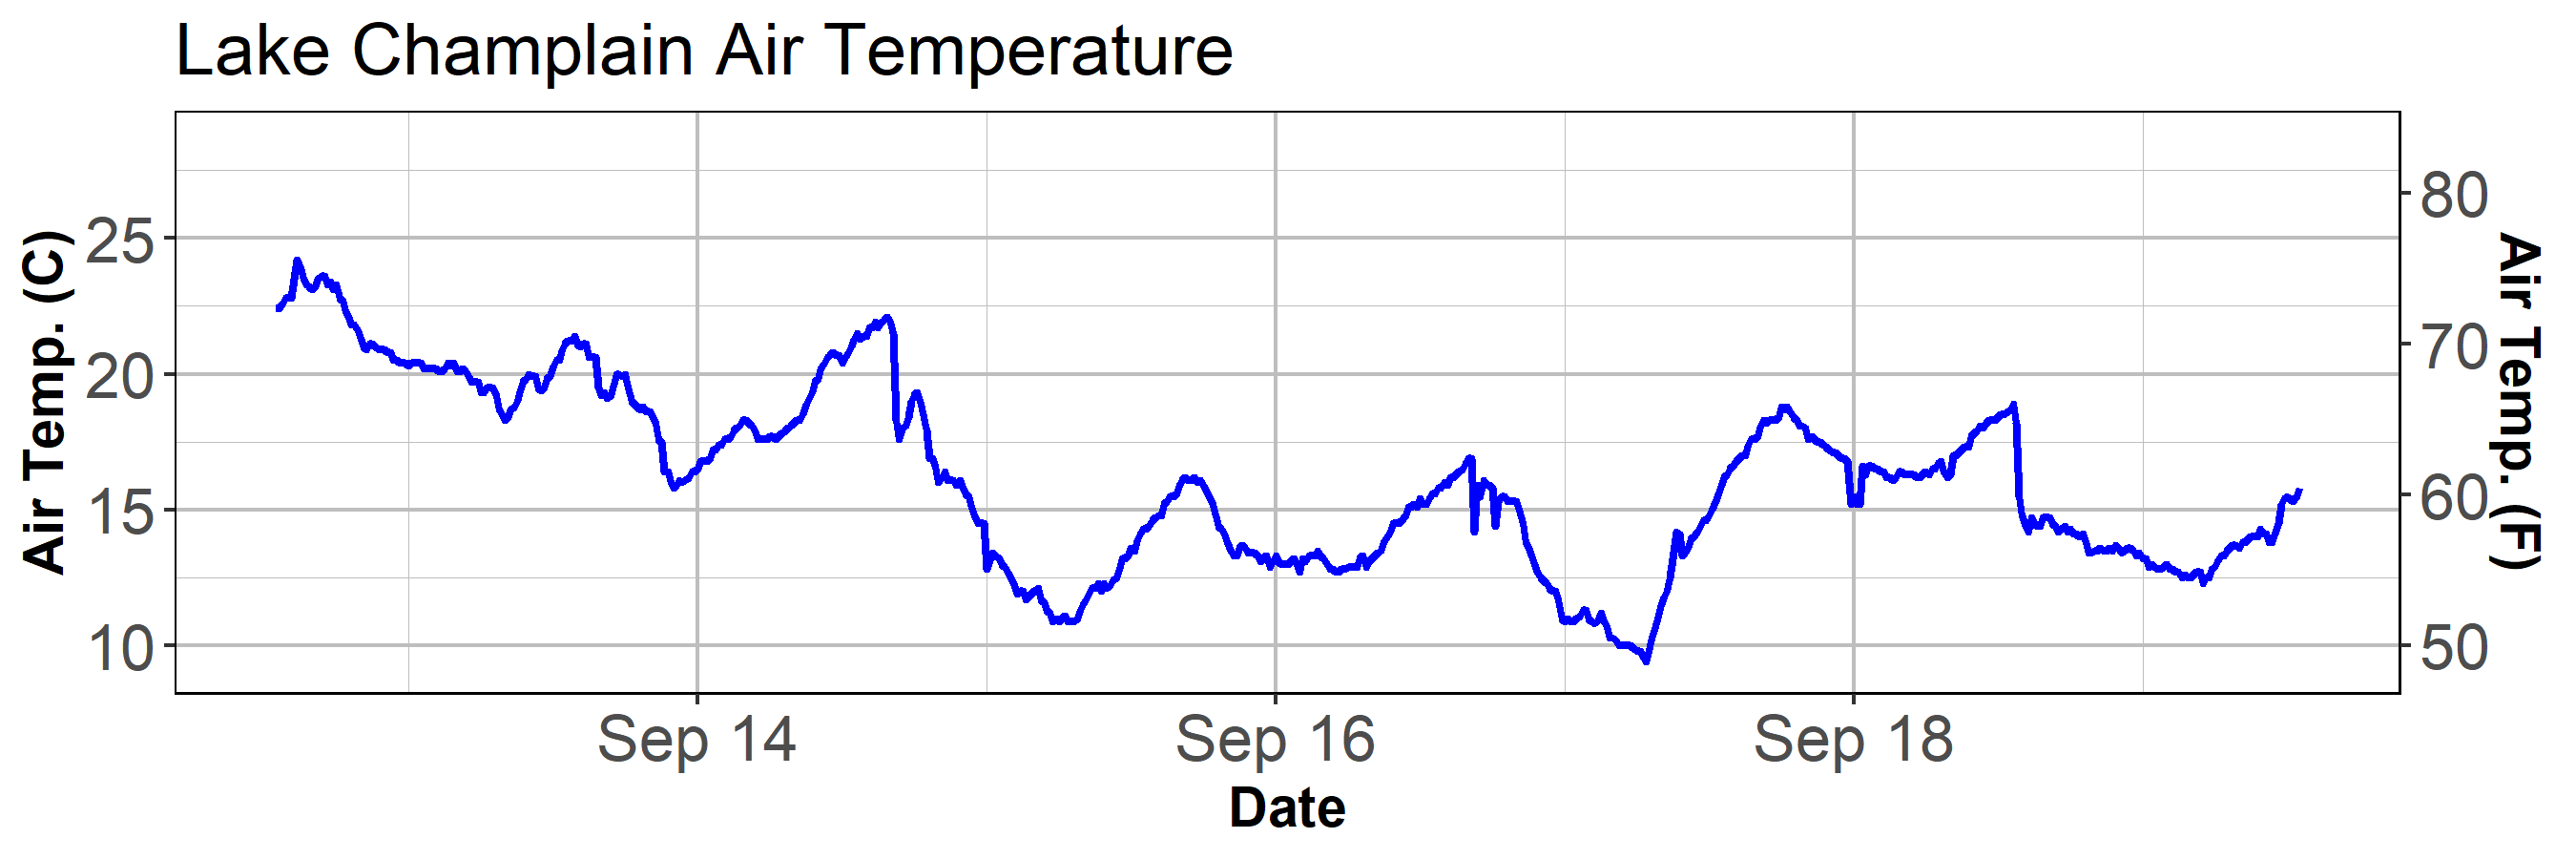 Lake Champlain Air Temperature
Air Temp. (C)
25
20
15
10
80
70
60
50
Air Temp. (F)
Sep 14
Sep 16
Sep 18
Date